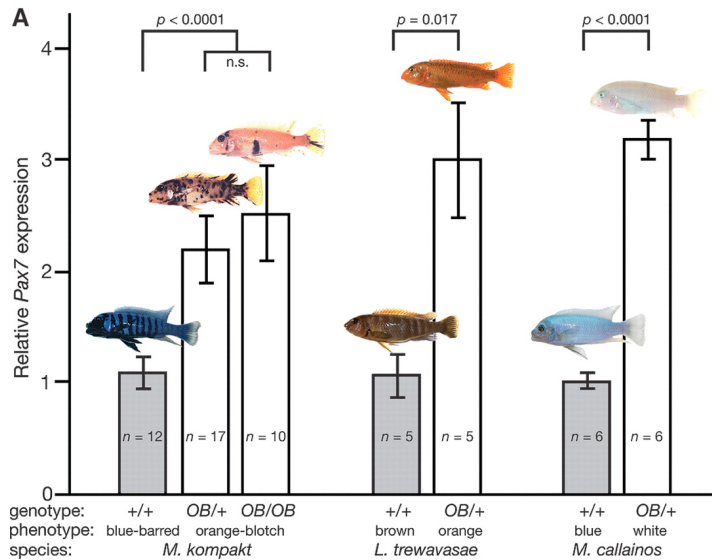 A
p < 0.0001
p = 0.017
p < 0.0001
n.s.
4
3
2
1
0
Relative Pax7 expression
n = 12
n = 17
n = 10
n = 5
n = 5
n = 6
n = 6
genotype: +/+ OB/+ OB/OB +/+ OB/+ +/+ OB/+
phenotype: blue-barred orange-blotch brown orange blue white
species: M. kompakt L. trewavasae M. callainos